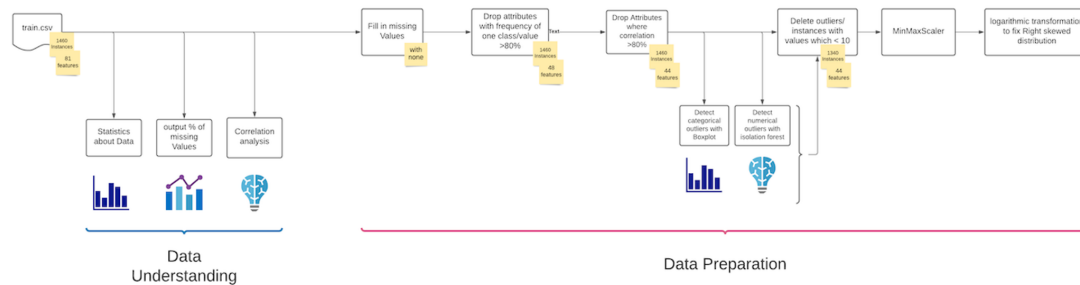 train.csv
1460
instances
81
features
Statistics
about Data
output % of
missing
Values
Correlation
analysis
Data
Understanding
Fill in missing
Values
with
none
Drop attributes
with frequency of
one class/value
>80%
Text
1460
instances
48
features
Drop Attributes
where
correlation
>80%
1460
instances
44
features
Detect
categorical
outliers with
Boxplot
Detect
numerical
outliers with
isolation forest
Delete outliers/
instances with
values which < 10
1340
instances
44
features
MinMaxScaler
logarithmic transformatio
to fix Right skewed
distribution
Data Preparation